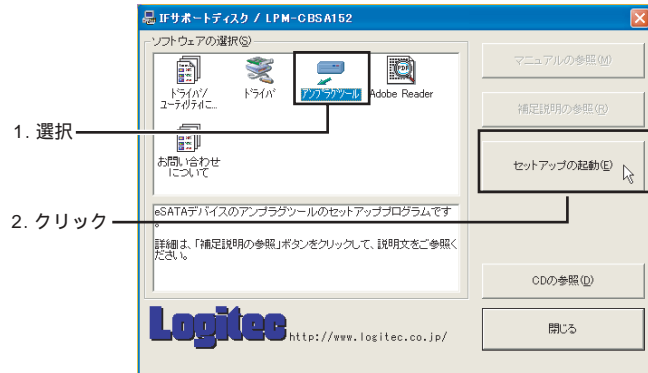 IFサポートディスク / LPM-CBSA152
ソフトウェアの選択(S)
ドライバ/
ユーティリティに...
ドライバ
アンプラグツール
Adobe Reader
お問い合わせ
について
マニュアルの参照(M)
補足説明の参照(R)
セットアップの起動(E)
1. 選択
2. クリック
eSATAデバイスのアンプラグツールのセットアッププログラムです
。
詳細は、「補足説明の参照」ボタンをクリックして、説明文をご参照く
ださい。
CDの参照(D)
Logitec
http://www.logitec.co.jp/
閉じる